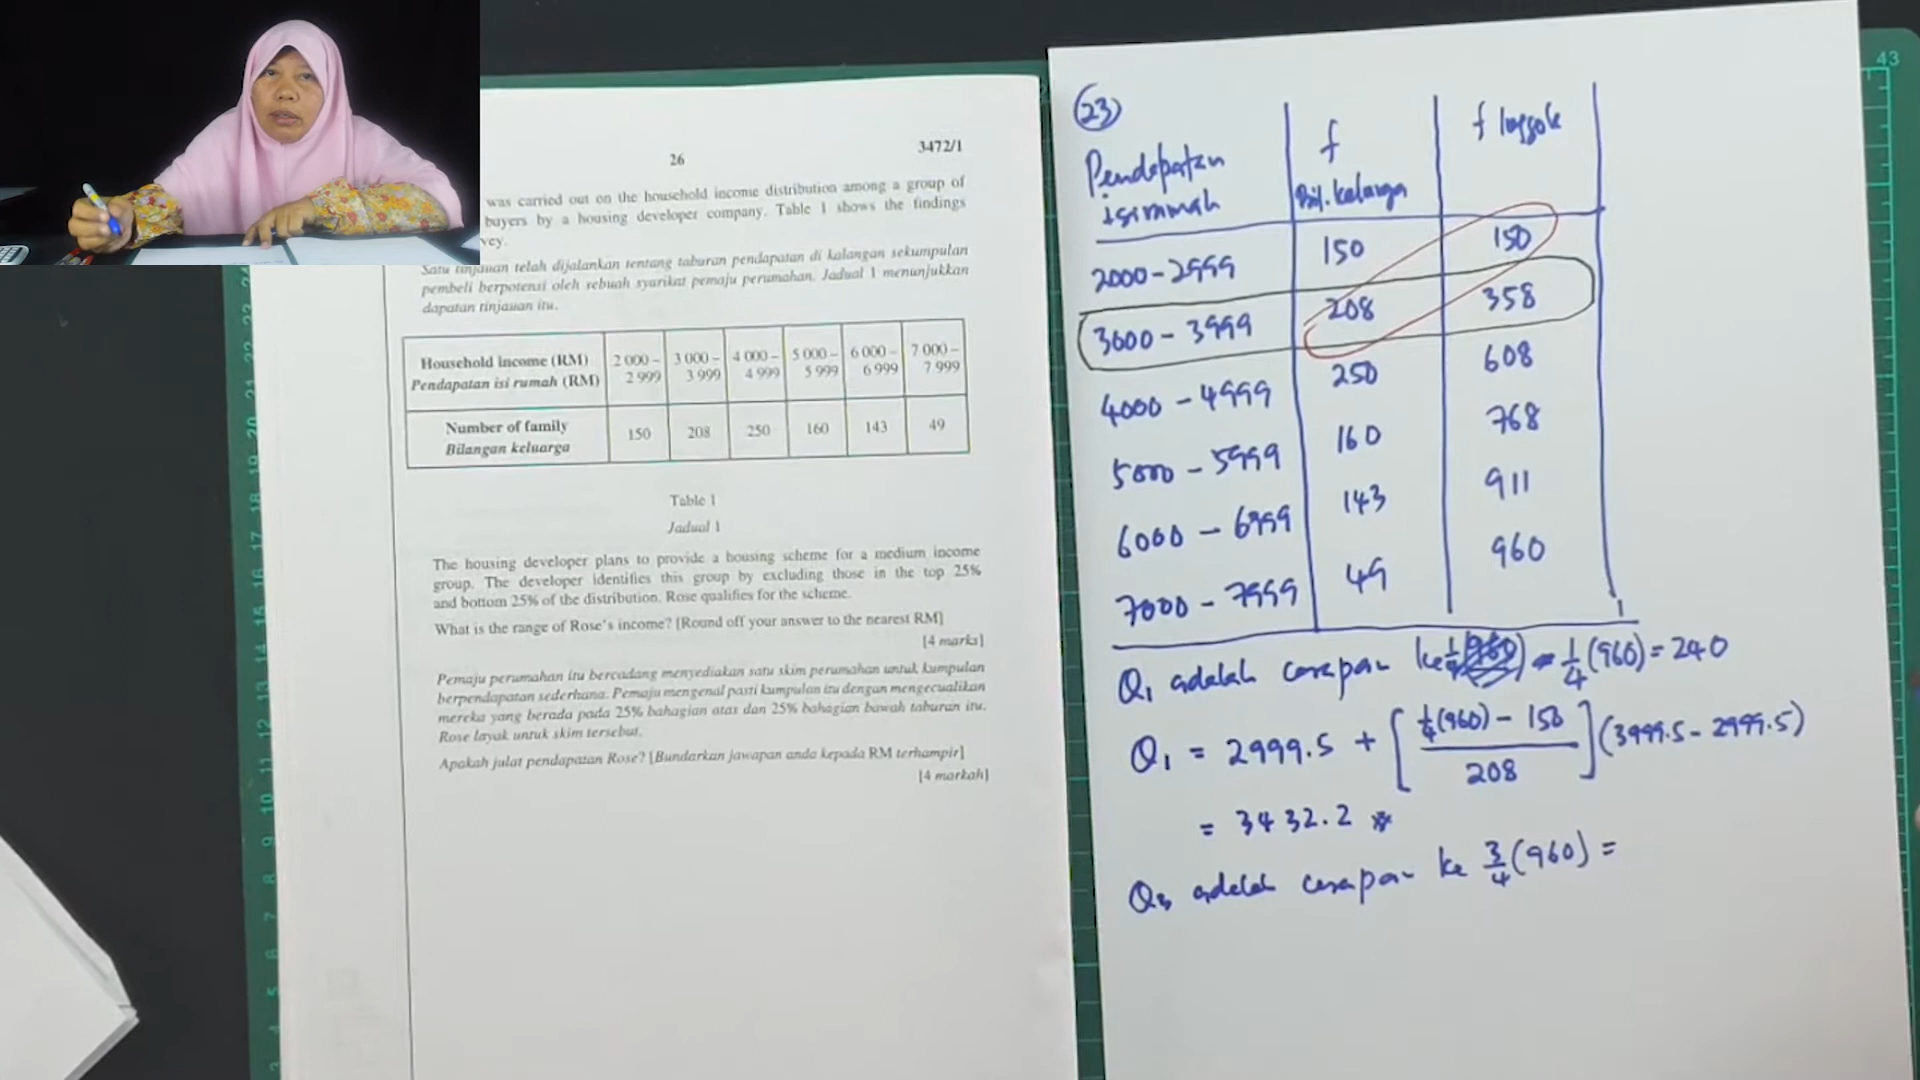 26
3472/1
was carried out on the household income distribution among a group of
buyers by a housing developer company. Table 1 shows the findings
vey.
Satu tinjauan telah dijalankan tentang taburan pendapatan di kalangan sekumpulan
pembeli berpotensi oleh sebuah syarikat pemaju perumahan. Jadual 1 menunjukkan
dapatan tinjauan itu.
Household income (RM) 2 000 – 3 000 – 4 000 – 5 000 – 6 000 – 7 000 –
Pendapatan isi rumah (RM) 2 999 3 999 4 999 5 999 6 999 7 999
Number of family 150 208 250 160 143 49
Bilangan keluarga
Table 1
Jadual 1
The housing developer plans to provide a housing scheme for a medium income
group. The developer identifies this group by excluding those in the top 25%
and bottom 25% of the distribution. Rose qualifies for the scheme.
What is the range of Rose's income? [Round off your answer to the nearest RM]
[4 marks]
Pemaju perumahan itu bercadang menyediakan satu skim perumahan untuk kumpulan
berpendapatan sederhana. Pemaju mengenal pasti kumpulan itu dengan mengecualikan
mereka yang berada pada 25% bahagian atas dan 25% bahagian bawah taburan itu.
Rose layak untuk skim tersebut.
Apakah julat pendapatan Rose? [Bundarkan jawapan anda kepada RM terhampir]
[4 markah]
23
Pendapatan f f longgok
isirumah Bil. keluarga
2000 - 2999 150 150
3000 - 3999 208 358
4000 - 4999 250 608
5000 - 5999 160 768
6000 - 6999 143 911
7000 - 7999 49 960
Q₁ adalah cerapan ke 1/4 (960) = 240
Q₁ = 2999.5 + [ (1/4(960) - 150) / 208 ] (3999.5 - 2999.5)
= 3432.2 *
Q₃ adalah cerapan ke 3/4 (960) =
43